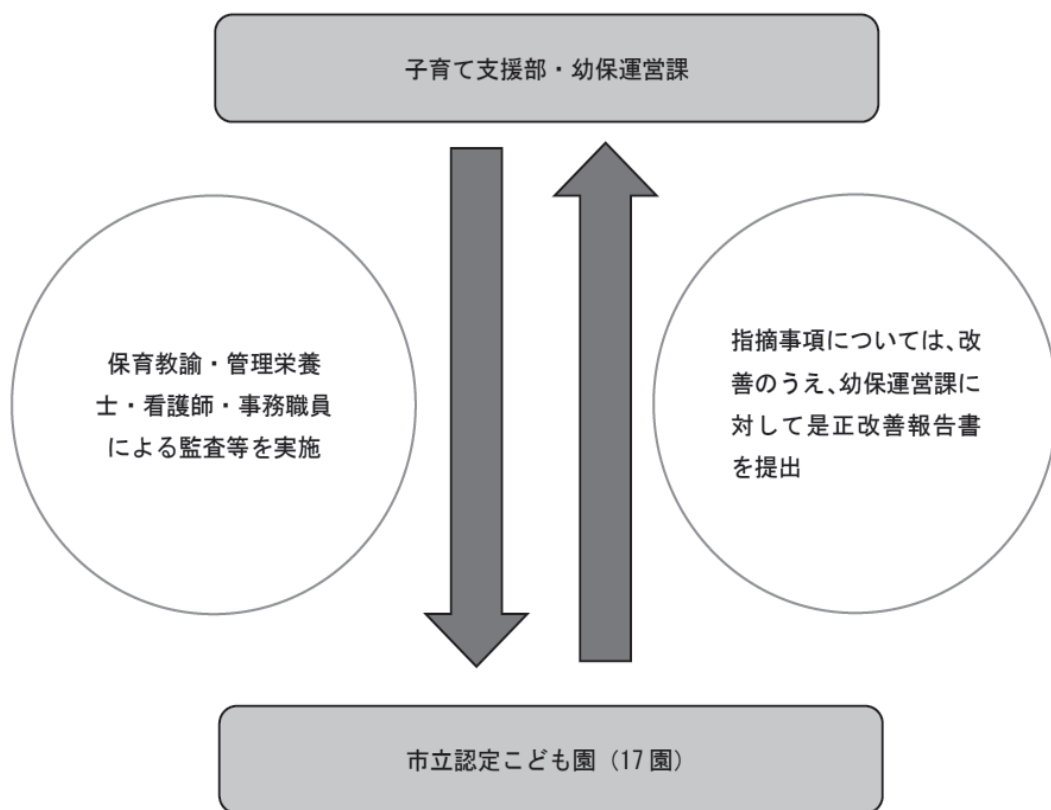 子育て支援部・幼保運営課
保育教諭・管理栄養
士・看護師・事務職員
による監査等を実施
指摘事項については、改
善のうえ、幼保運営課に
対して是正改善報告書
を提出
市立認定こども園（17園）